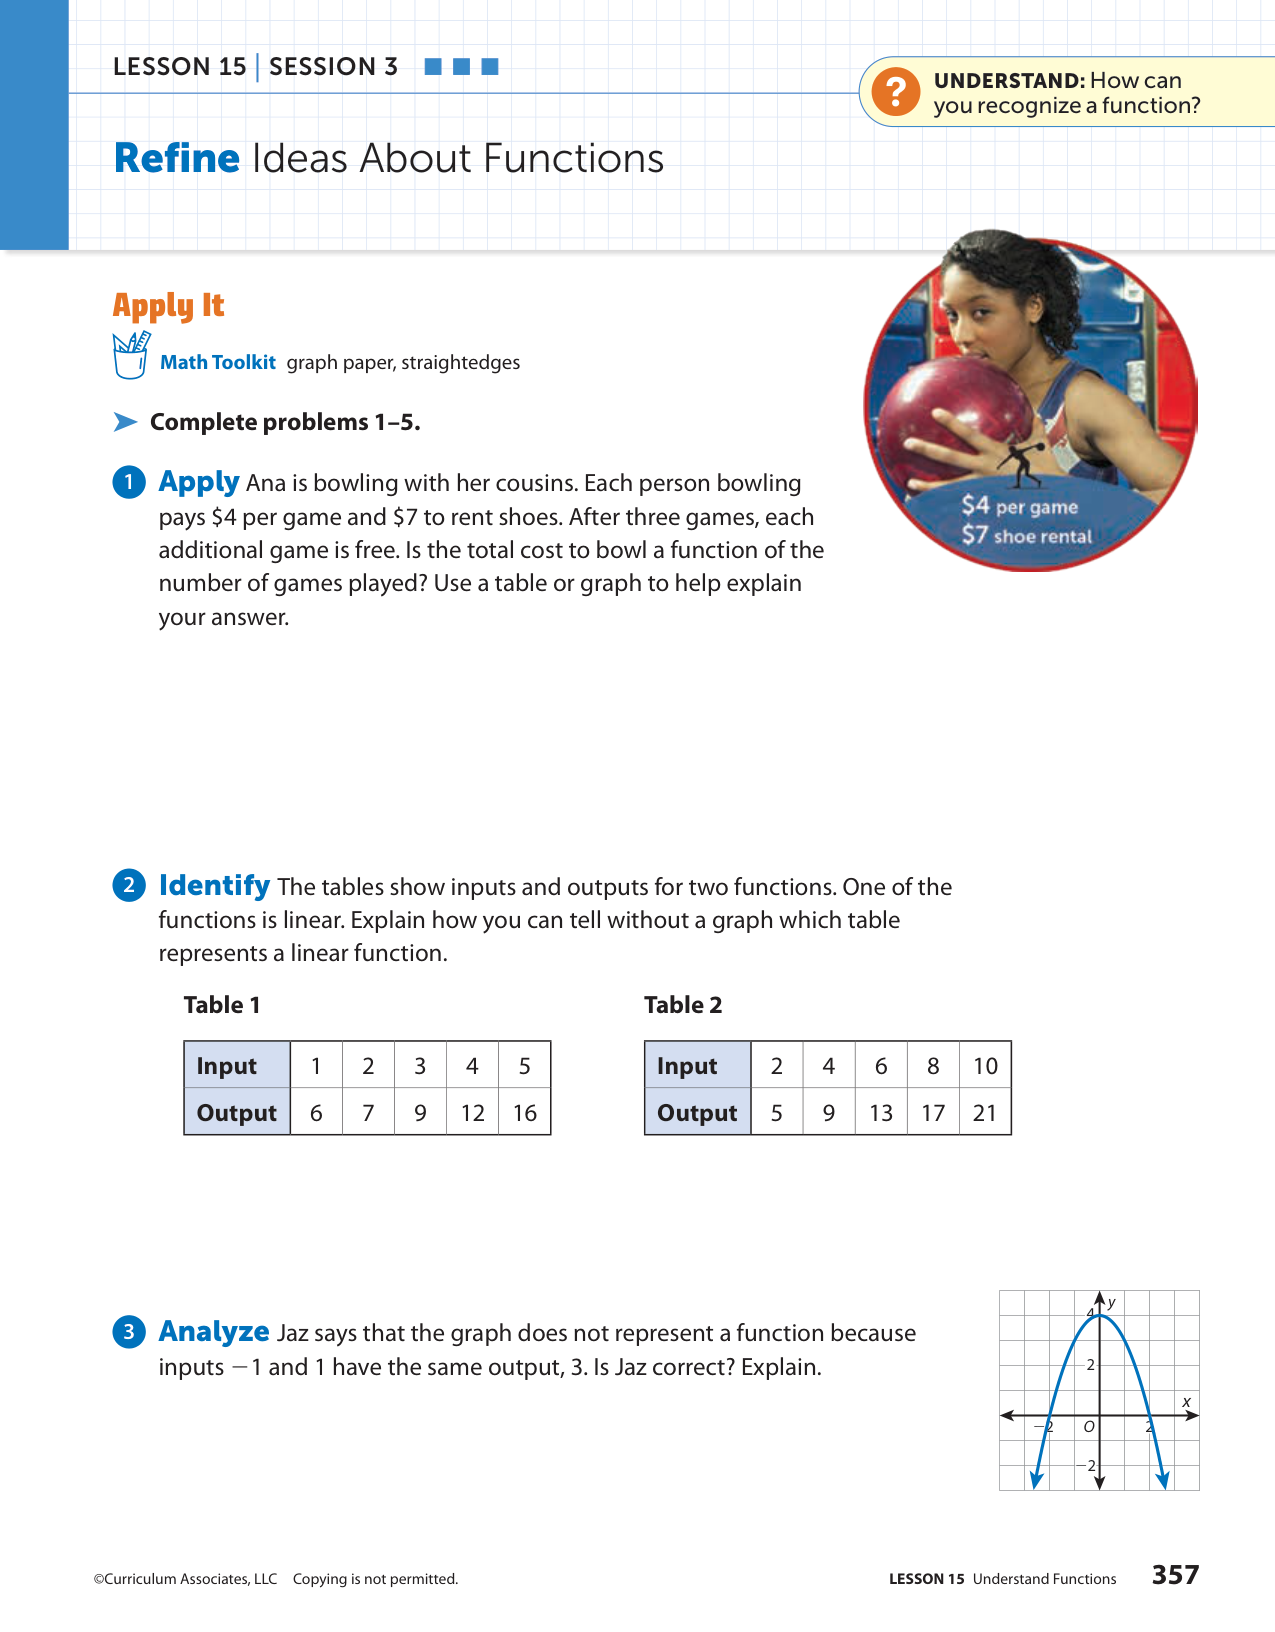 LESSON 15 | SESSION 3
? UNDERSTAND: How can
you recognize a function?
Refine Ideas About Functions
Apply It
Math Toolkit graph paper, straightedges
Complete problems 1–5.
1 Apply Ana is bowling with her cousins. Each person bowling
pays $4 per game and $7 to rent shoes. After three games, each
additional game is free. Is the total cost to bowl a function of the
number of games played? Use a table or graph to help explain
your answer.
$4 per game
$7 shoe rental
2 Identify The tables show inputs and outputs for two functions. One of the
functions is linear. Explain how you can tell without a graph which table
represents a linear function.
Table 1
Input 1 2 3 4 5
Output 6 7 9 12 16
Table 2
Input 2 4 6 8 10
Output 5 9 13 17 21
3 Analyze Jaz says that the graph does not represent a function because
inputs −1 and 1 have the same output, 3. Is Jaz correct? Explain.
4 y
2
x
−2 O 2
−2
©Curriculum Associates, LLC Copying is not permitted.
LESSON 15 Understand Functions 357